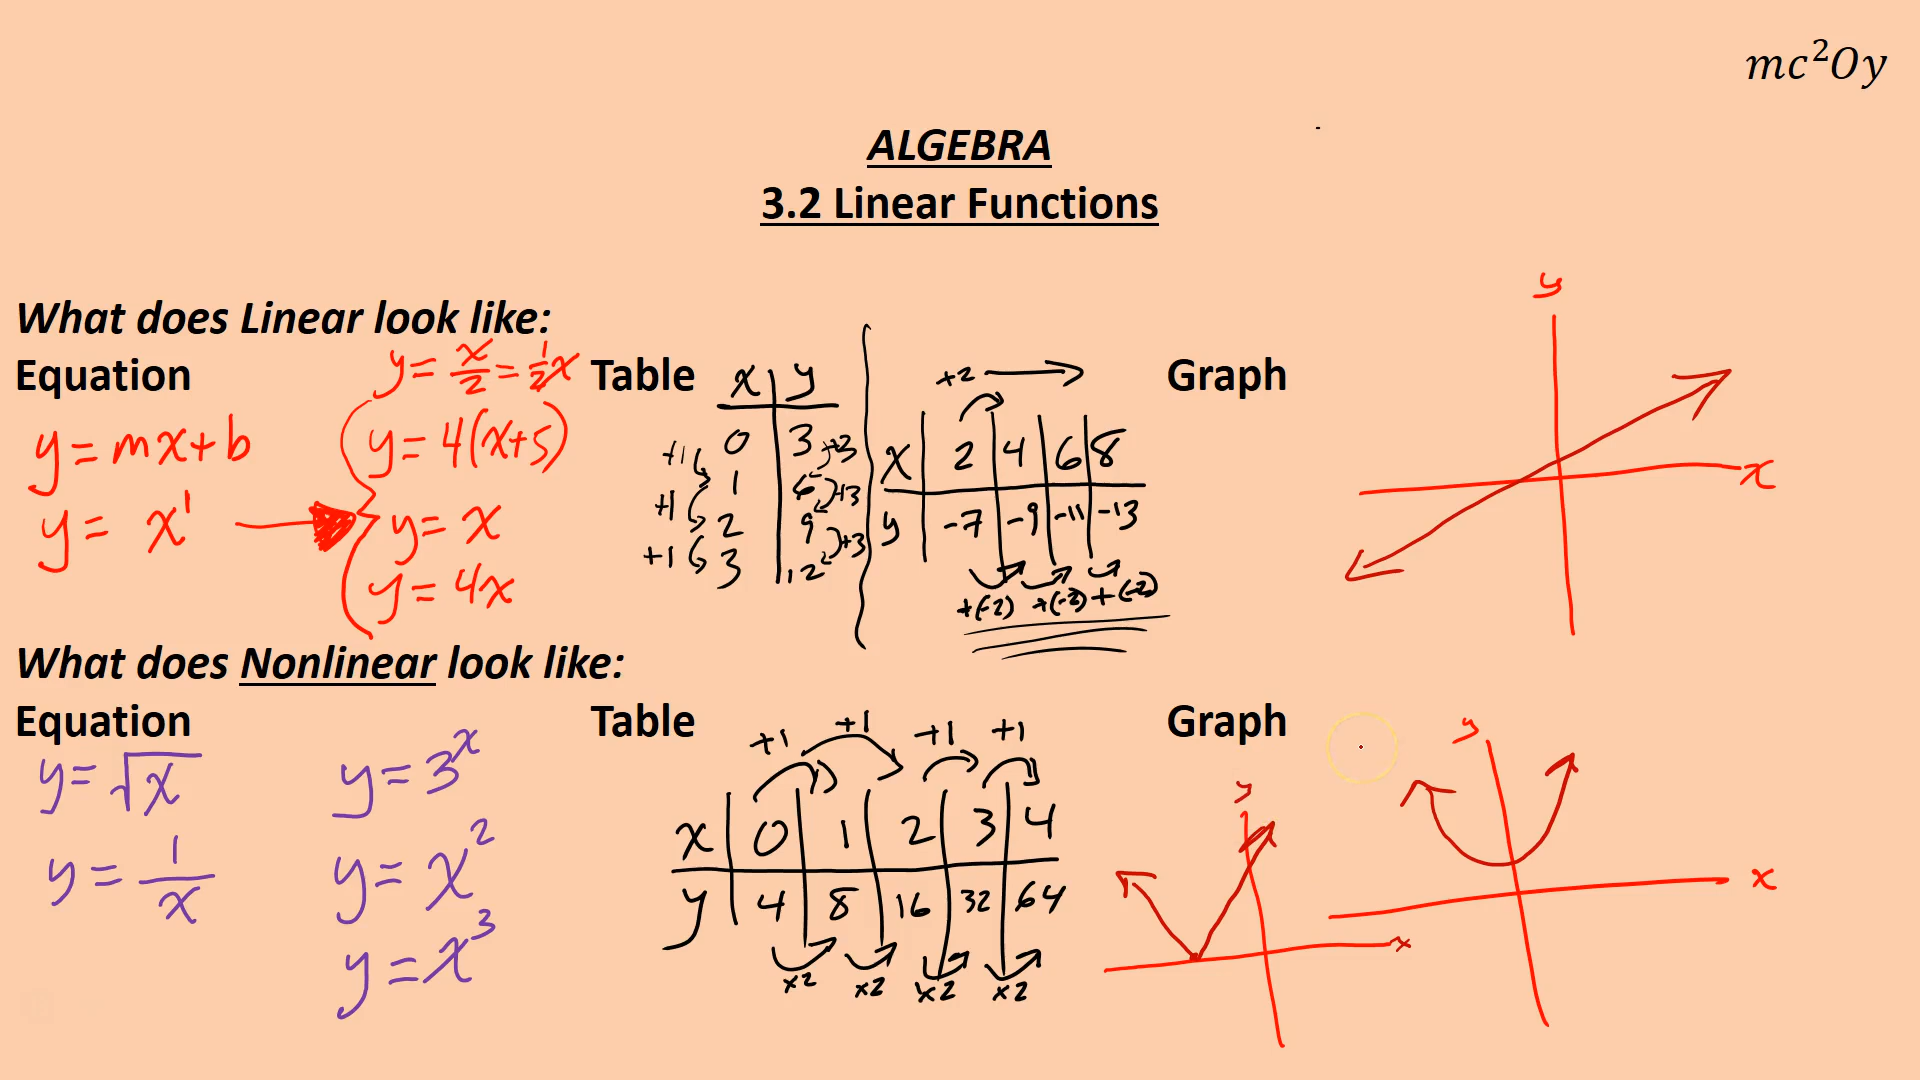 mc²Oy
ALGEBRA
3.2 Linear Functions
What does Linear look like:
Equation
y = x/2 = 1/2 x
y = mx + b
y = 4(x+5)
y = x¹
y = x
y = 4x
Table
x y
0 3
1 6
2 9
3 12
+1 +1 +1
+3 +3 +3
+2
x 2 4 6 8
y -7 -9 -11 -13
+(-2) +(-2) +(-2)
Graph
y
x
What does Nonlinear look like:
Equation
y = √x
y = 3ˣ
y = 1/x
y = x²
y = x³
Table
+1 +1 +1 +1
x 0 1 2 3 4
y 4 8 16 32 64
x2 x2 x2 x2
Graph
y
x
y
x